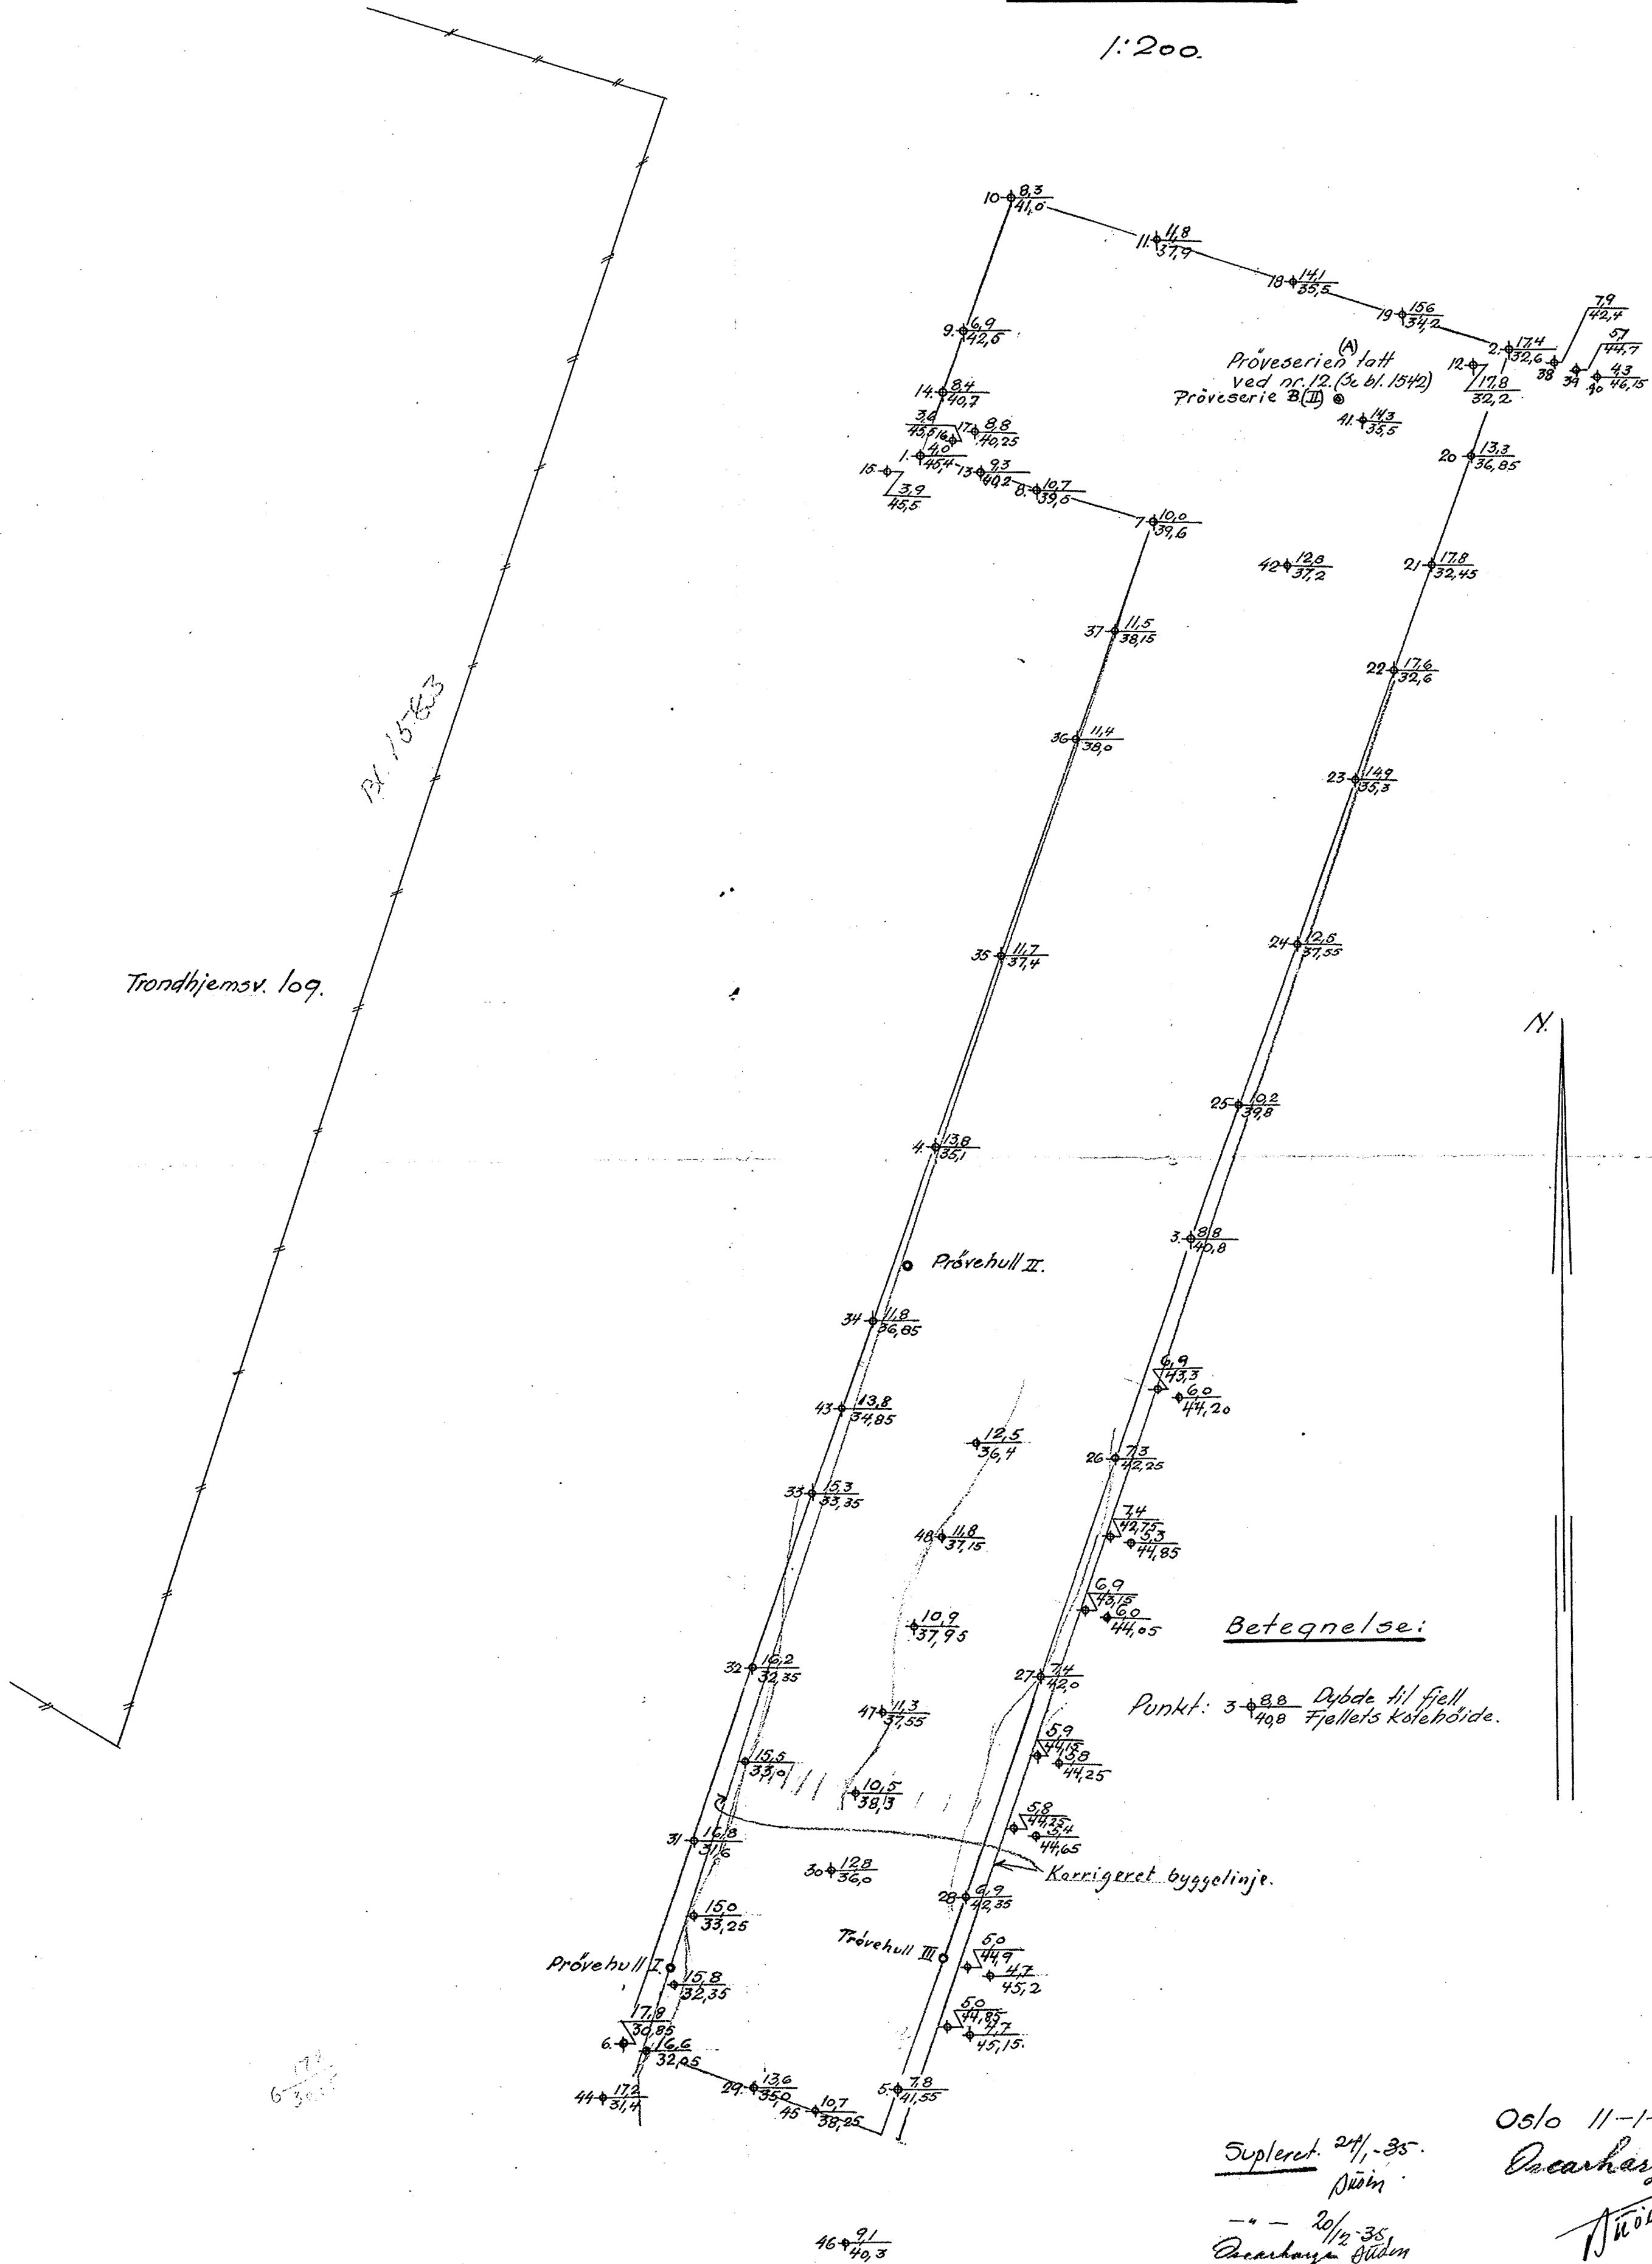 1:200.
10 8,3 41,0
11. 11,8 37,9
18 14,1 35,5
19 15,6 34,2
2. 17,4 32,6
38 7,9 42,4
39 5,7 44,7
40 4,3 46,15
12 17,8 32,2
9. 6,9 42,5
(A)
Pröveserien tatt
ved nr. 12. (Se bl. 1542)
Pröveserie B.(II)
14. 8,4 40,7
41. 14,3 35,5
16 3,6 45,5
17. 8,8 40,25
1. 4,0 45,4
13 9,3 40,2
15. 3,9 45,5
8. 10,7 39,0
20 13,3 36,85
7 10,0 39,6
42 12,8 37,2
21 17,8 32,45
37 11,5 38,15
22 17,6 32,6
Bl. 1583
36 11,4 38,0
23 14,9 35,3
35 11,7 37,4
24 12,5 37,55
Trondhjemsv. 109.
N.
25 10,2 39,8
4. 13,8 35,1
3. 8,8 40,8
Prövehull II.
34 11,8 36,85
6,9 43,3
6,0 44,20
43 13,8 34,85
12,5 36,4
26 7,3 42,25
33 15,3 33,35
48 11,8 37,15
7,4 42,75
5,3 44,85
6,9 43,15
6,0 44,05
10,9 37,95
Betegnelse:
32 16,2 32,35
27 7,4 42,0
47 11,3 37,55
Punkt: 3 8,8 Dybde til fjell
40,8 Fjellets Kotehöide.
15,5 33,0
5,9 44,15
5,8 44,25
10,5 38,3
5,8 44,25
5,4 44,65
31 16,8 31,6
30 12,8 36,0
Korrigeret byggelinje.
28 6,9 42,35
15,0 33,25
Prövehull III
5,0 44,9
4,7 45,2
Prövehull I.
15,8 32,35
17,8 30,85
6.
5,0 44,85
4,7 45,15.
16,6 32,05
44 17,2 31,4
29. 13,6 35,0
45 10,7 38,25
5. 7,8 41,55
Oslo 11-1-
Supleret. 24/1-35.
-"- 20/12-35
46 9,1 40,3